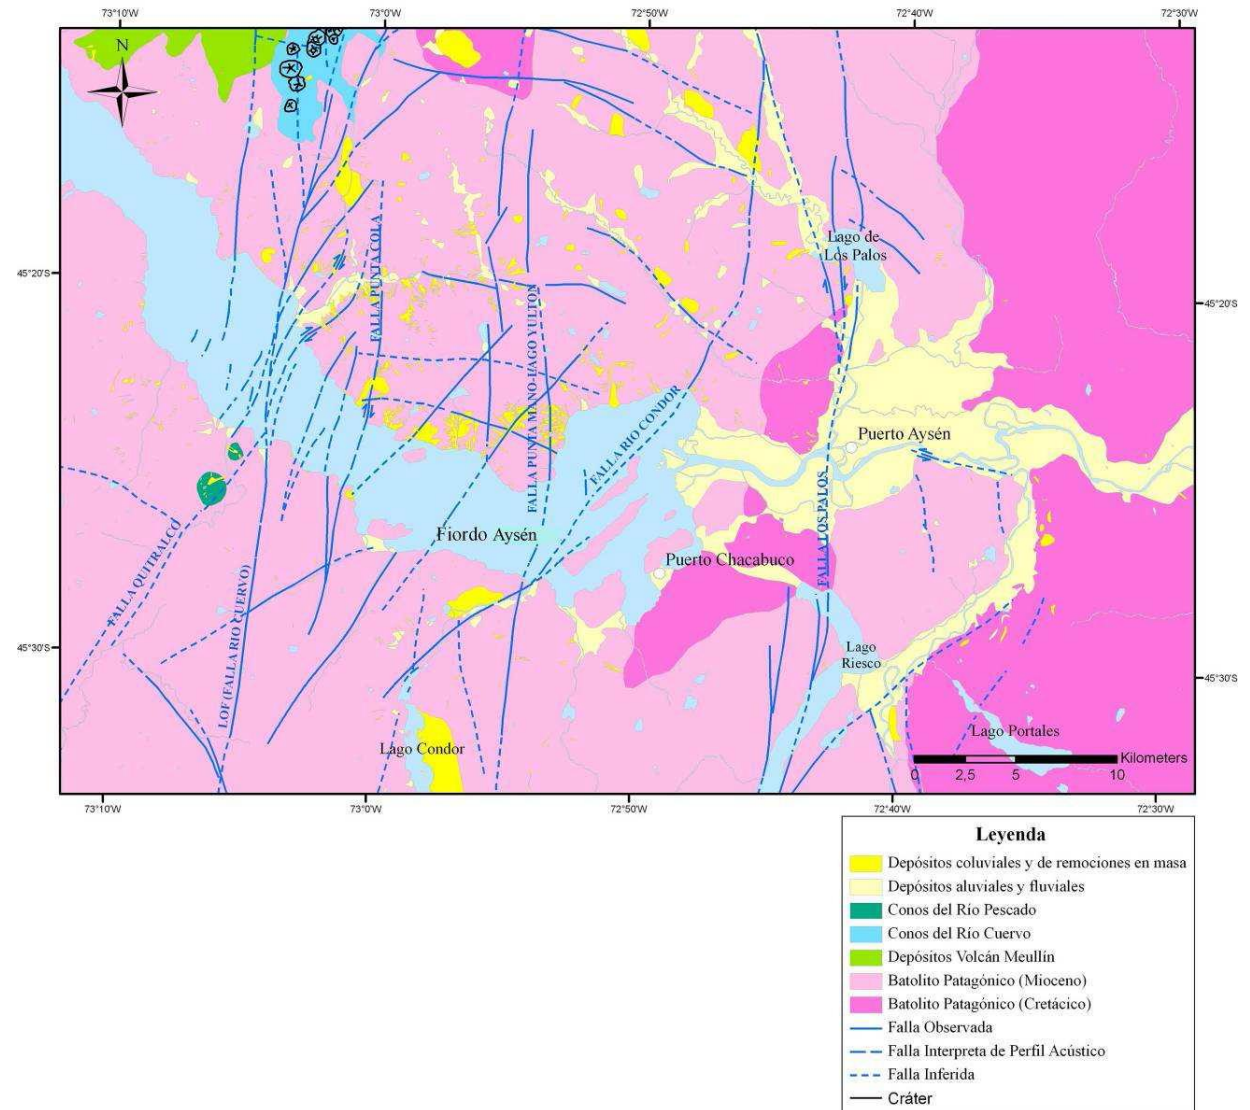 73°10'W 73°0'W 72°50'W 72°40'W 72°30'W
N
FALLA PUNTA COLA
Lago de
Los Palos
45°20'S
45°20'S
FALLA PUNTA MANO-LAGO YULTON
FALLA RIO CONDOR
Puerto Aysén
FALLA LOS PALOS
Fiordo Aysén
Puerto Chacabuco
FALLA QUITRALCO
LOF (FALLA RIO CUERVO)
45°30'S
Lago
Riesco
45°30'S
Lago Condor
Lago Portales
Kilometers
0 2,5 5 10
73°10'W 73°0'W 72°50'W 72°40'W 72°30'W
Leyenda
Depósitos coluviales y de remociones en masa
Depósitos aluviales y fluviales
Conos del Río Pescado
Conos del Río Cuervo
Depósitos Volcán Meullín
Batolito Patagónico (Mioceno)
Batolito Patagónico (Cretácico)
Falla Observada
Falla Interpreta de Perfil Acústico
Falla Inferida
Cráter